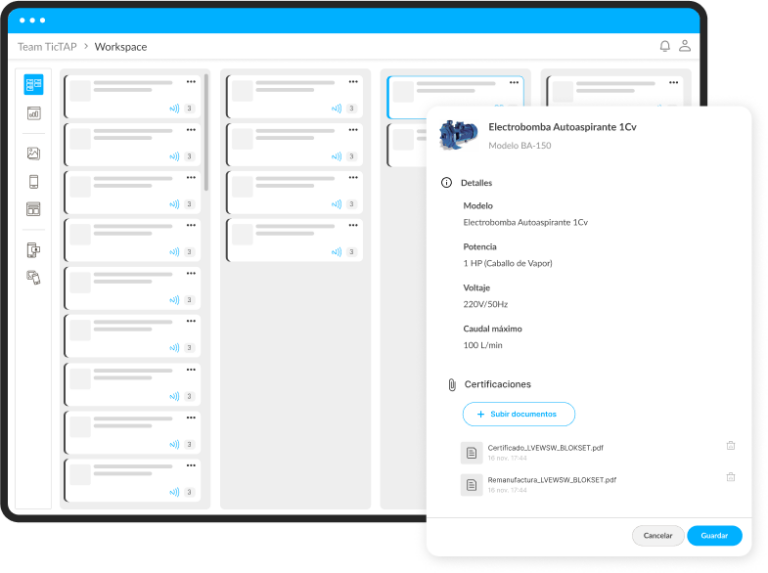 Team TicTAP > Workspace
3
3
3
3
3
3
3
3
3
3
3
3
3
Electrobomba Autoaspirante 1Cv
Modelo BA-150
Detalles
Modelo
Electrobomba Autoaspirante 1Cv
Potencia
1 HP (Caballo de Vapor)
Voltaje
220V/50Hz
Caudal máximo
100 L/min
Certificaciones
+ Subir documentos
Certificado_LVEWSW_BLOKSET.pdf
18 nov. 17:44
Remanufactura_LVEWSW_BLOKSET.pdf
18 nov. 17:44
Cancelar
Guardar